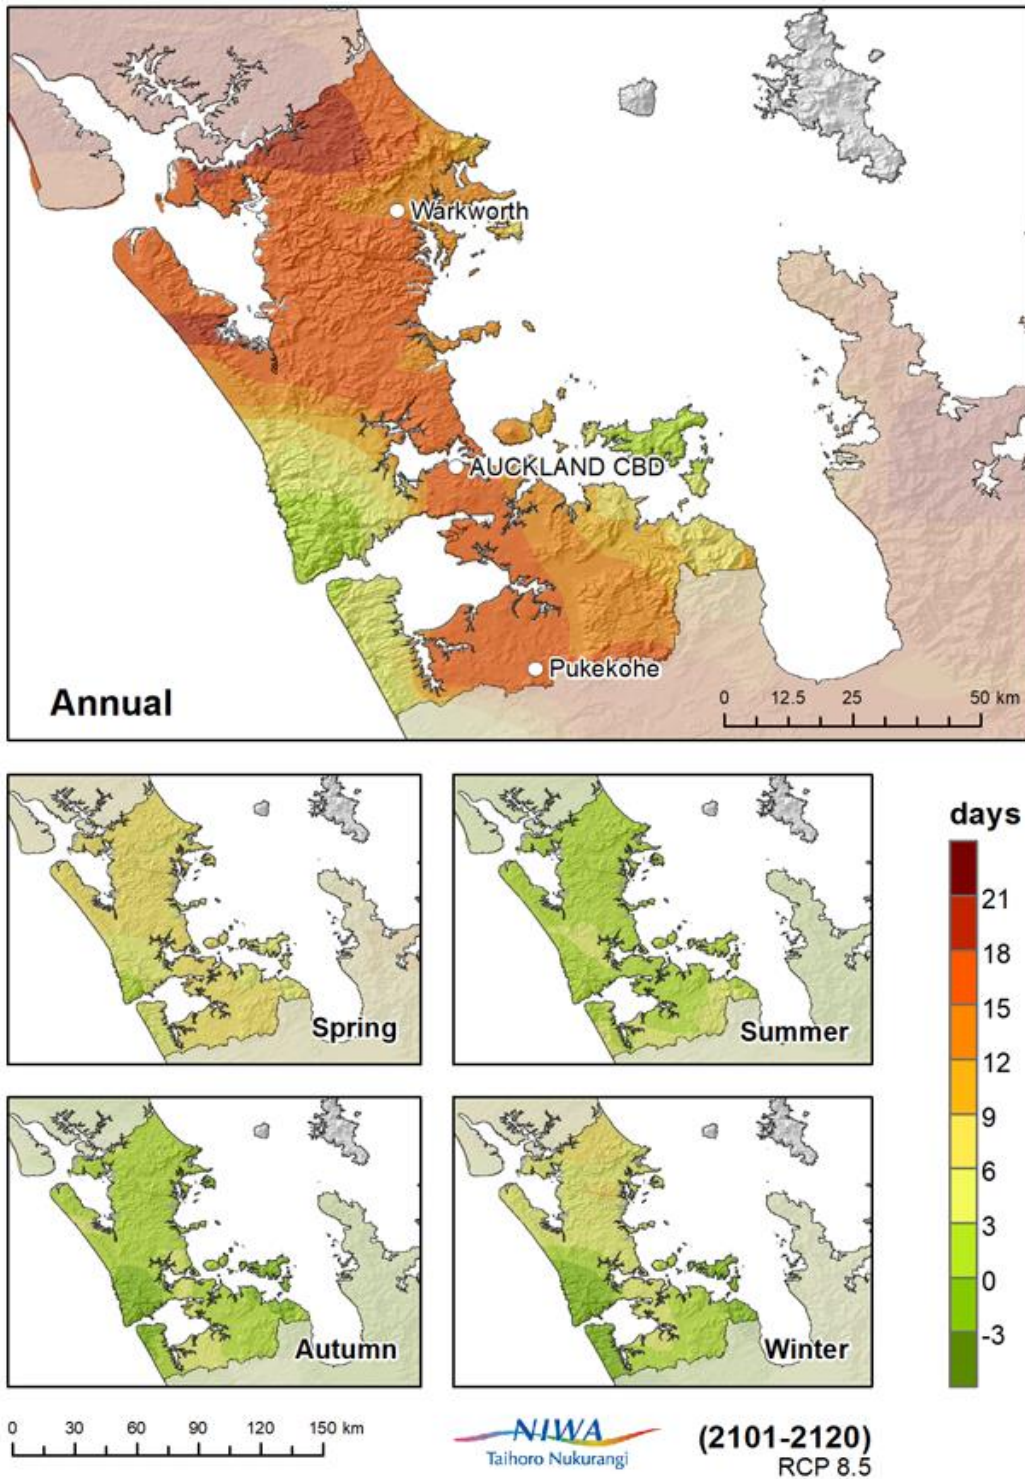 Warkworth
AUCKLAND CBD
Pukekohe
Annual
0 12.5 25 50 km
Spring
Summer
Autumn
Winter
days
21
18
15
12
9
6
3
0
-3
0 30 60 90 120 150 km
NIWA
Taihoro Nukurangi
(2101-2120)
RCP 8.5